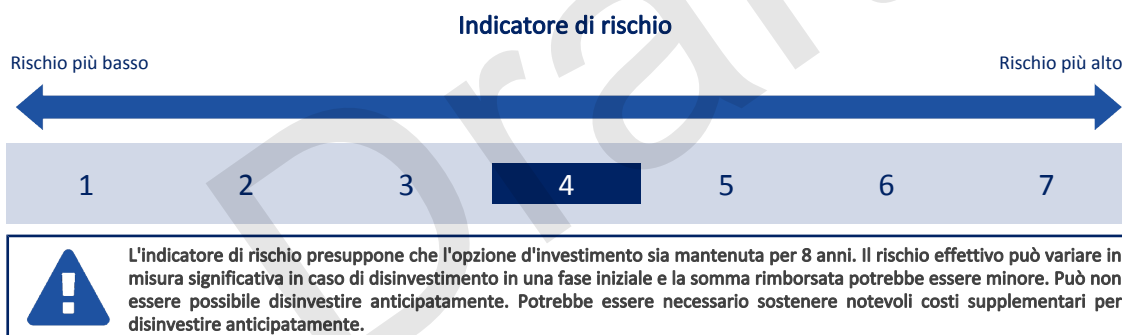 Indicatore di rischio
Rischio più basso
Rischio più alto
1 2 3 4 5 6 7
L'indicatore di rischio presuppone che l'opzione d'investimento sia mantenuta per 8 anni. Il rischio effettivo può variare in
misura significativa in caso di disinvestimento in una fase iniziale e la somma rimborsata potrebbe essere minore. Può non
essere possibile disinvestire anticipatamente. Potrebbe essere necessario sostenere notevoli costi supplementari per
disinvestire anticipatamente.